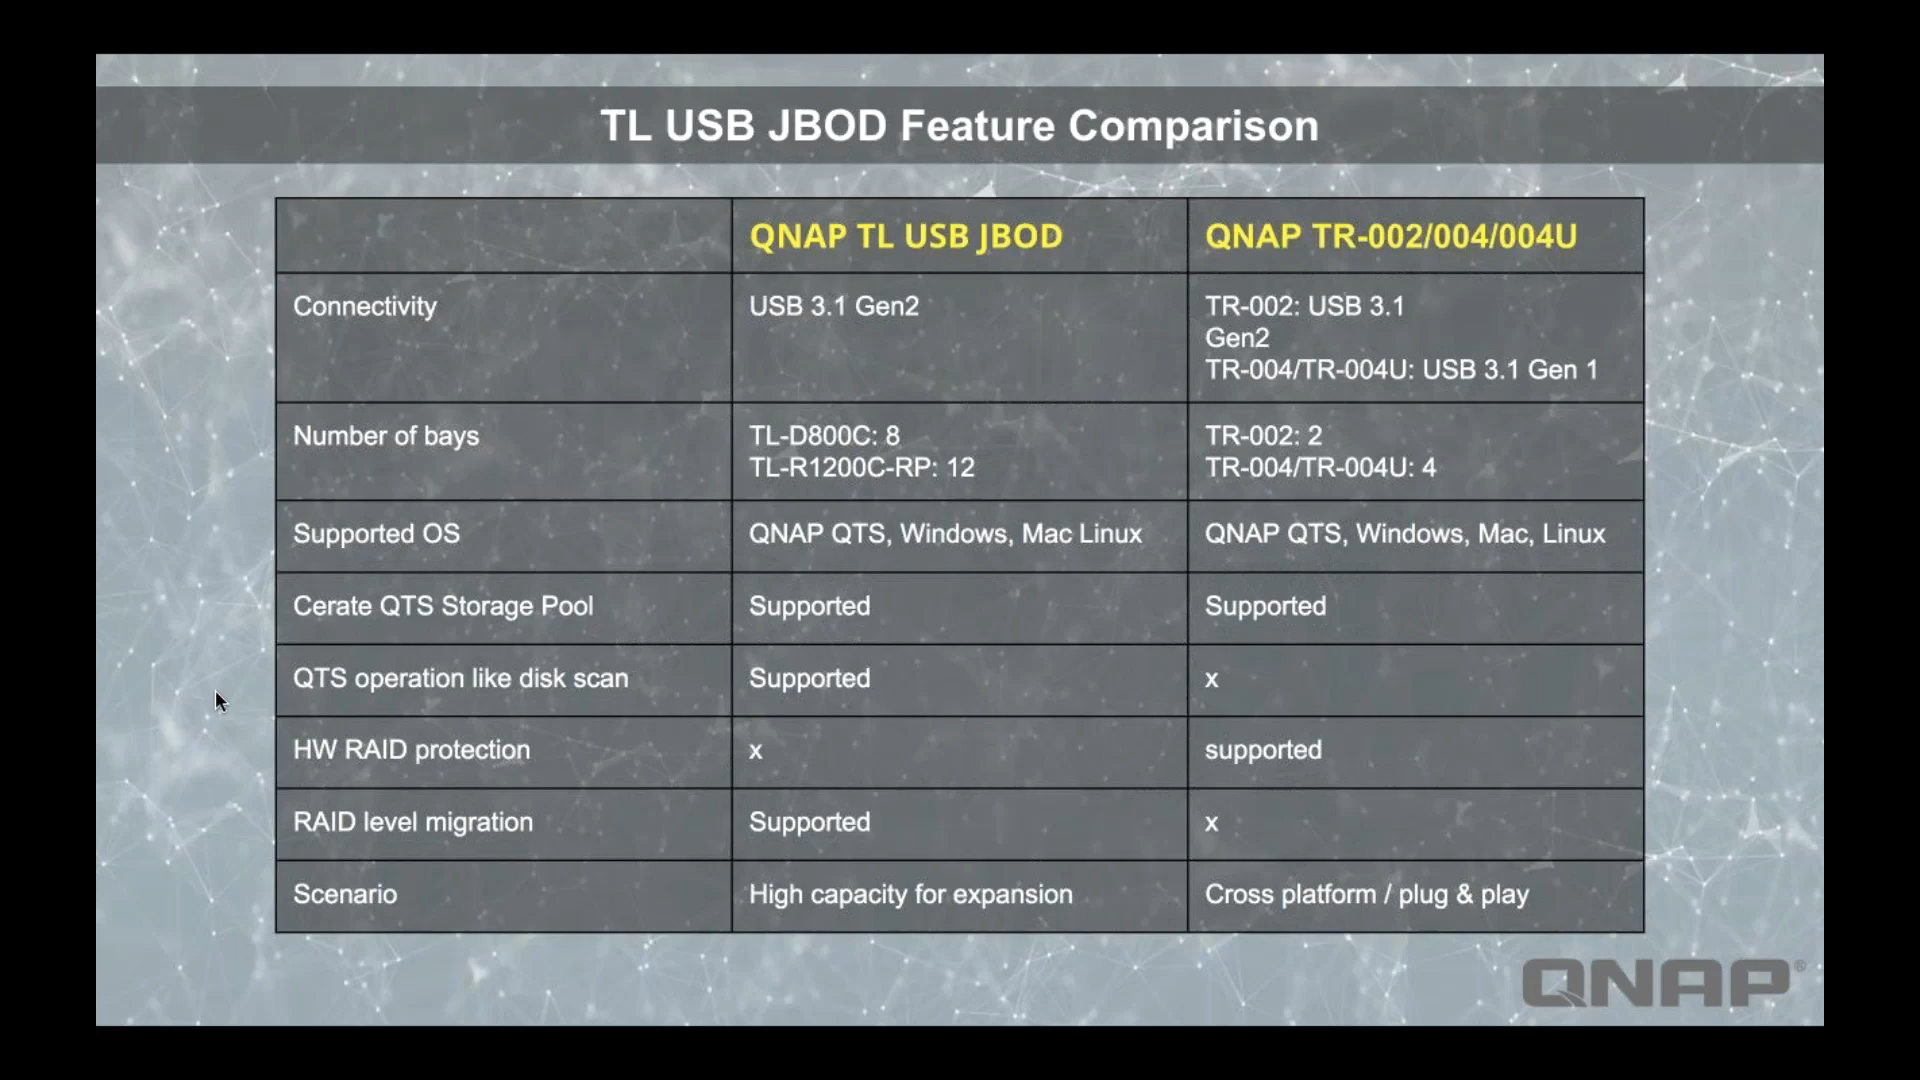 TL USB JBOD Feature Comparison
QNAP TL USB JBOD
QNAP TR-002/004/004U
Connectivity
USB 3.1 Gen2
TR-002: USB 3.1
Gen2
TR-004/TR-004U: USB 3.1 Gen 1
Number of bays
TL-D800C: 8
TL-R1200C-RP: 12
TR-002: 2
TR-004/TR-004U: 4
Supported OS
QNAP QTS, Windows, Mac Linux
QNAP QTS, Windows, Mac, Linux
Cerate QTS Storage Pool
Supported
Supported
QTS operation like disk scan
Supported
x
HW RAID protection
x
supported
RAID level migration
Supported
x
Scenario
High capacity for expansion
Cross platform / plug & play
QNAP®